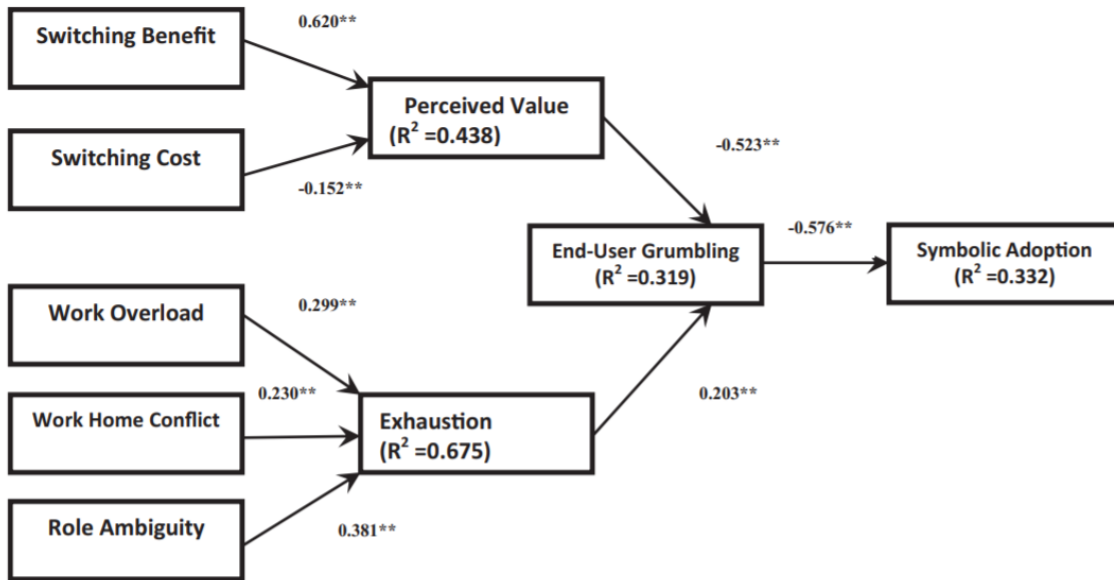 Switching Benefit
0.620**
Perceived Value
(R² =0.438)
Switching Cost
-0.152**
-0.523**
End-User Grumbling
(R² =0.319)
-0.576**
Symbolic Adoption
(R² =0.332)
Work Overload
0.299**
Work Home Conflict
0.230**
Exhaustion
(R² =0.675)
0.203**
Role Ambiguity
0.381**